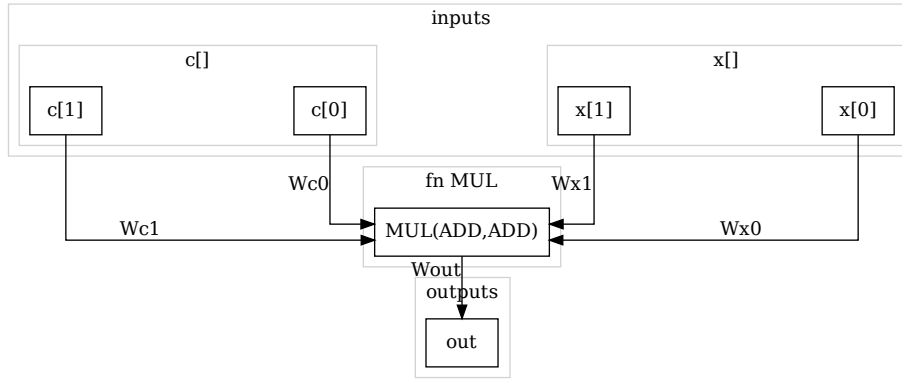 inputs
c[]
x[]
c[1]
c[0]
x[1]
x[0]
Wc0
fn MUL
Wx1
Wc1
MUL(ADD,ADD)
Wx0
Wout
outputs
out